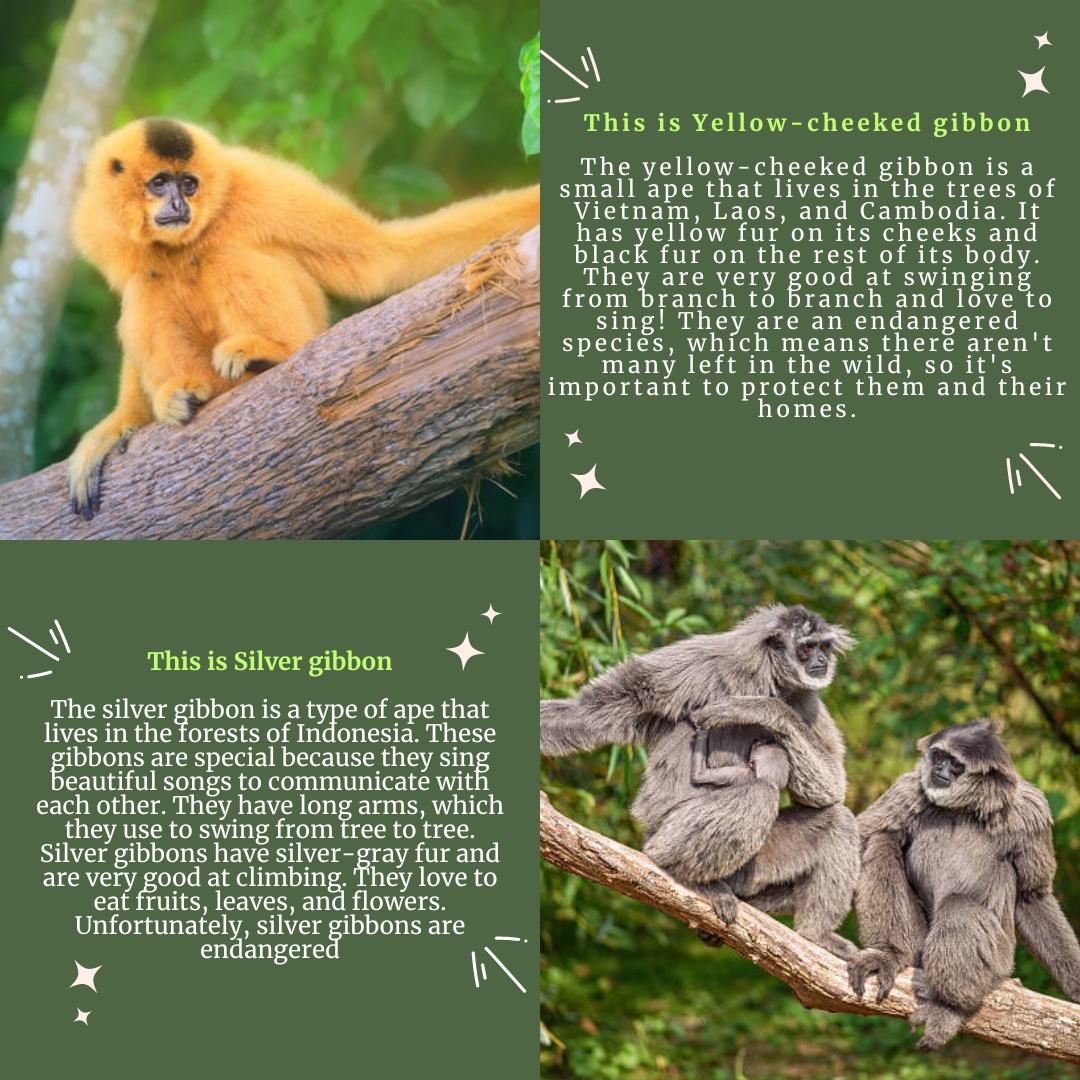 This is Yellow-cheeked gibbon
The yellow-cheeked gibbon is a
small ape that lives in the trees of
Vietnam, Laos, and Cambodia. It
has yellow fur on its cheeks and
black fur on the rest of its body.
They are very good at swinging
from branch to branch and love to
sing! They are an endangered
species, which means there aren't
many left in the wild, so it's
important to protect them and their
homes.
This is Silver gibbon
The silver gibbon is a type of ape that
lives in the forests of Indonesia. These
gibbons are special because they sing
beautiful songs to communicate with
each other. They have long arms, which
they use to swing from tree to tree.
Silver gibbons have silver-gray fur and
are very good at climbing. They love to
eat fruits, leaves, and flowers.
Unfortunately, silver gibbons are
endangered